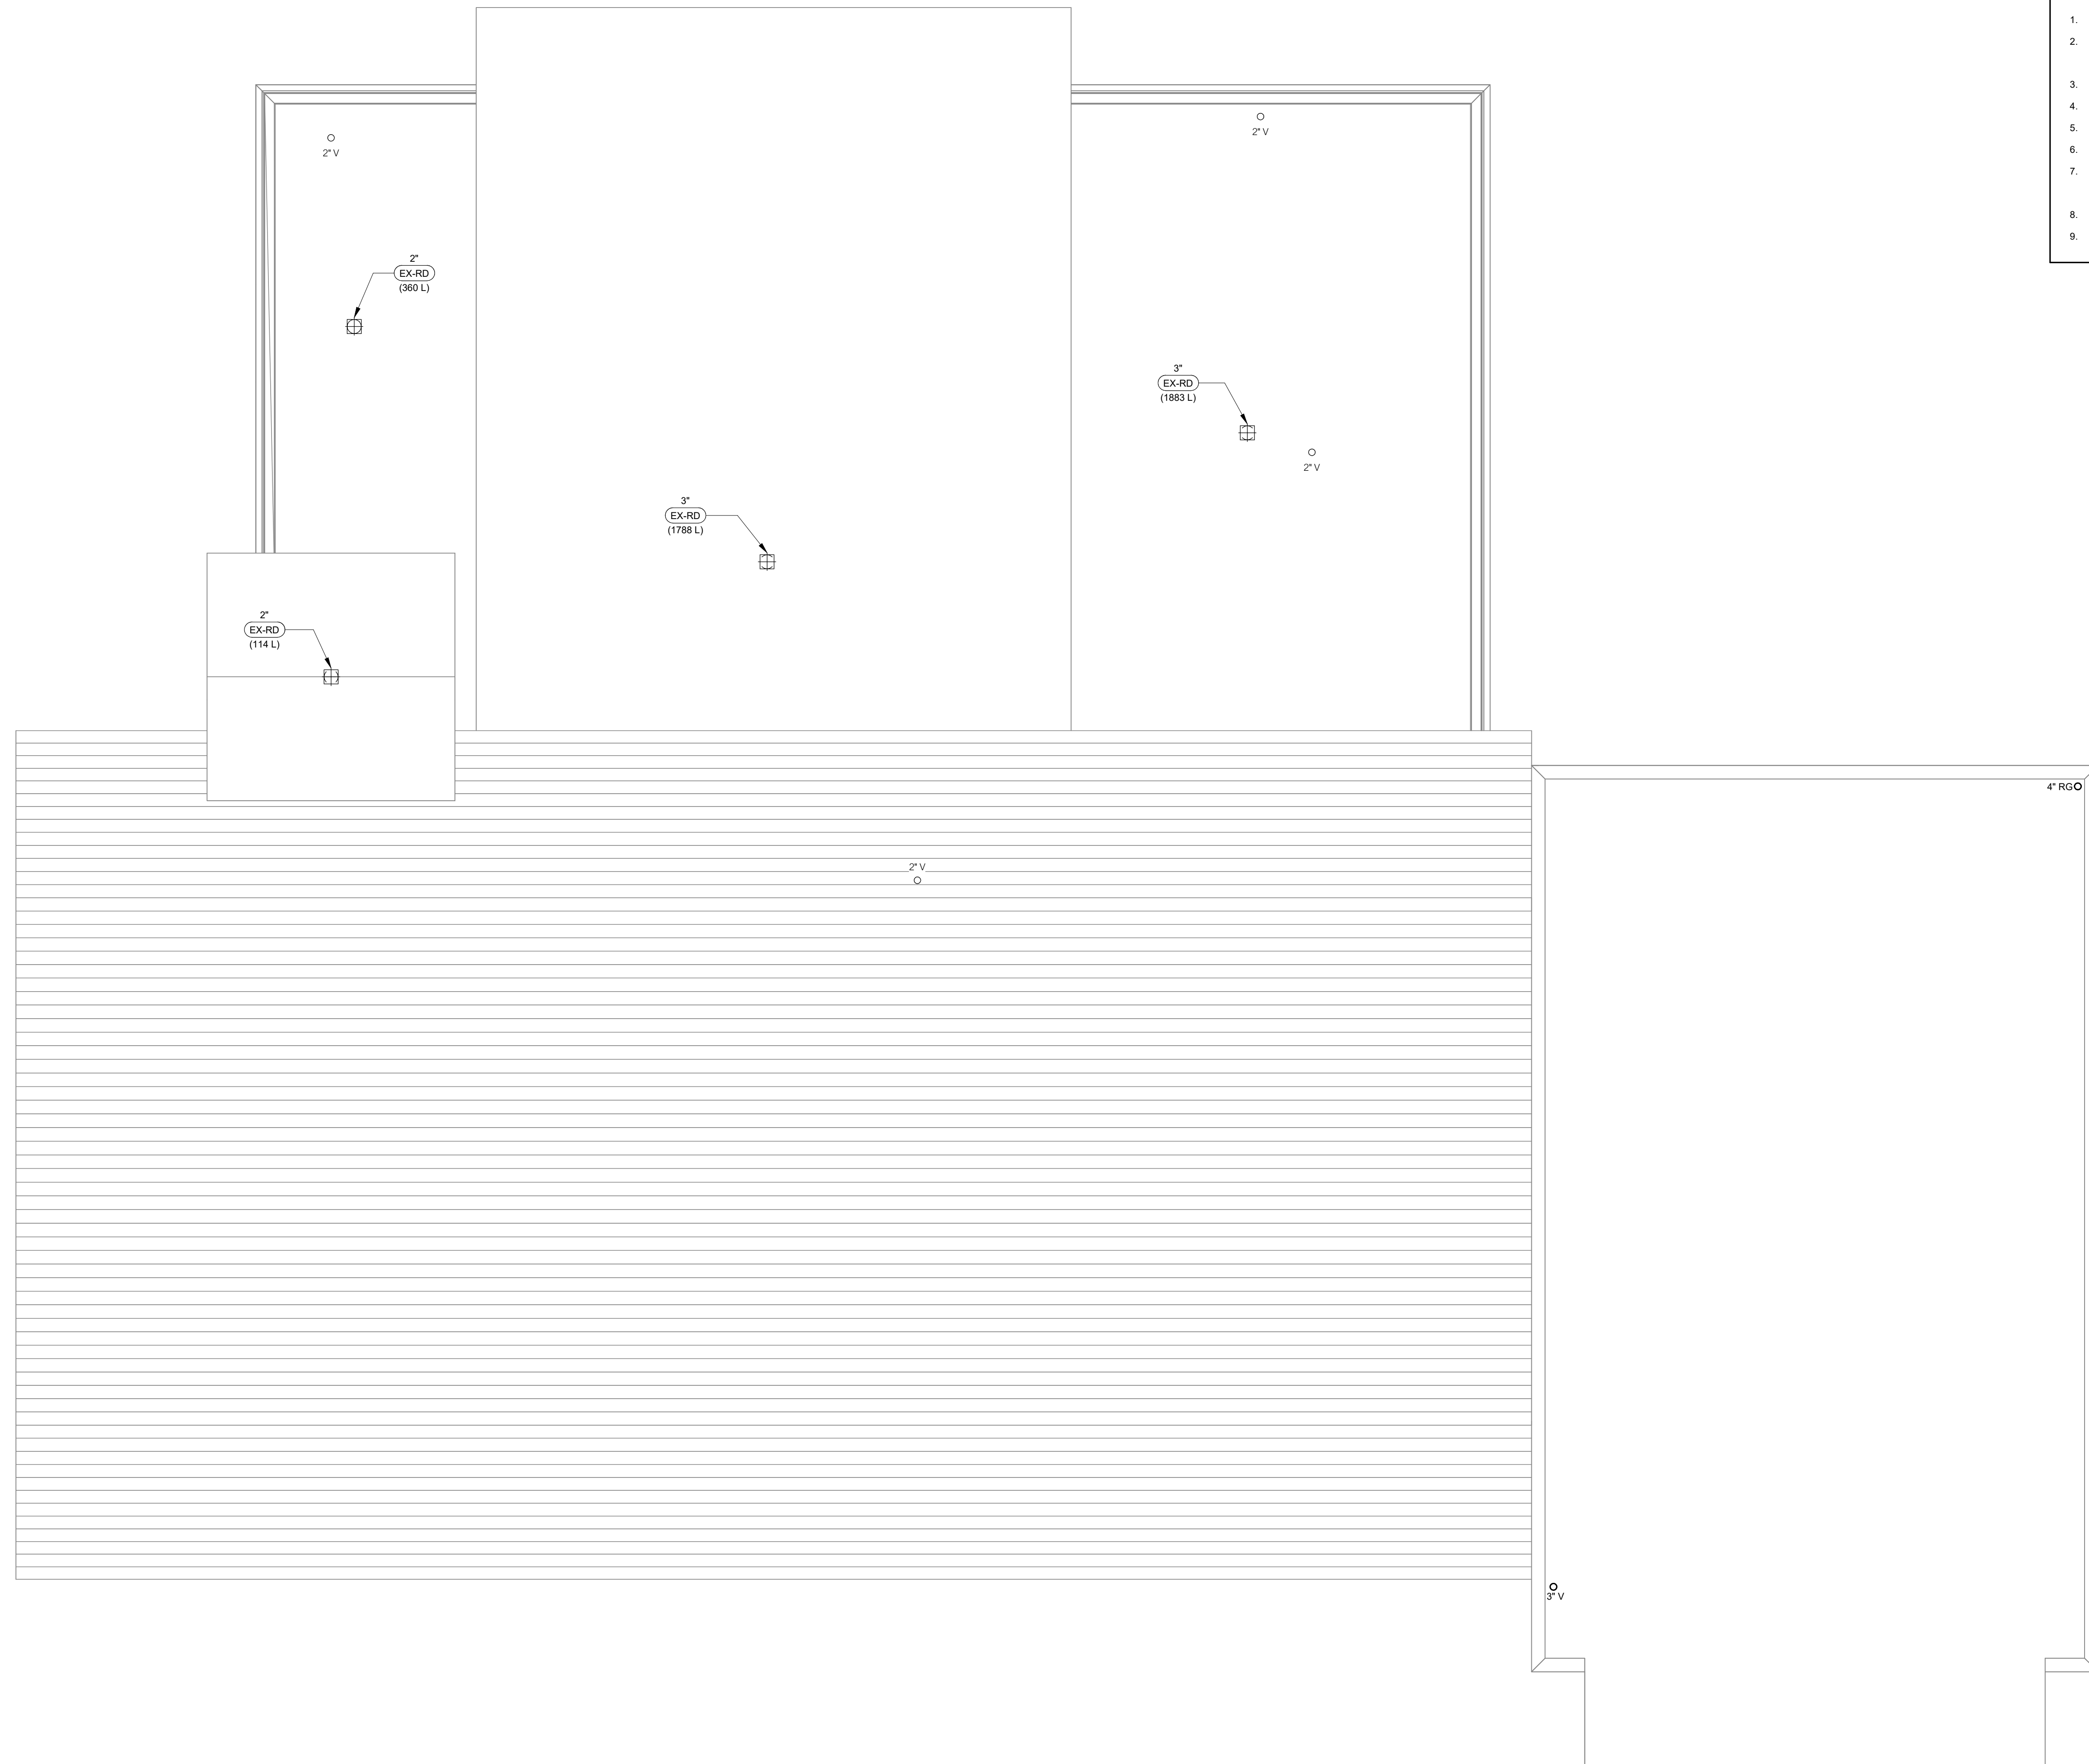 1.
2.
3.
4.
5.
6.
7.
8.
9.
2" V
2" V
2"
EX-RD
(360 L)
3"
EX-RD
(1883 L)
2" V
3"
EX-RD
(1788 L)
2"
EX-RD
(114 L)
4" RG
2" V
3" V